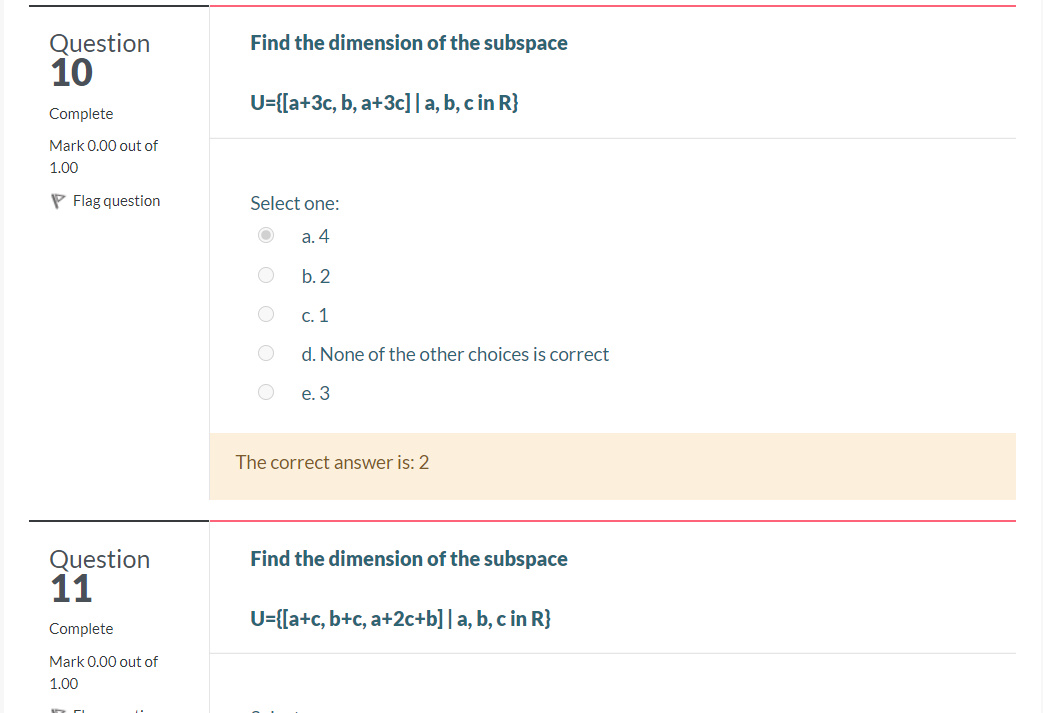 Question
10
Complete
Mark 0.00 out of
1.00
Flag question
Find the dimension of the subspace
U={[a+3c, b, a+3c] | a, b, c in R}
Select one:
a. 4
b. 2
c. 1
d. None of the other choices is correct
e. 3
The correct answer is: 2
Question
11
Complete
Mark 0.00 out of
1.00
Find the dimension of the subspace
U={[a+c, b+c, a+2c+b] | a, b, c in R}